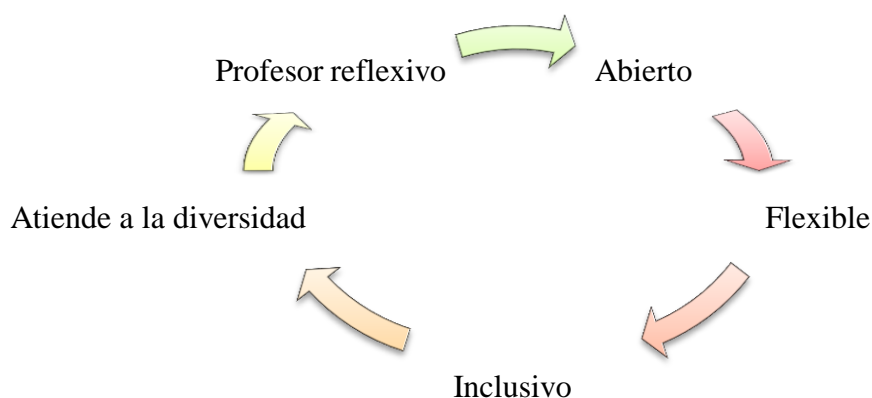 Profesor reflexivo
Abierto
Flexible
Inclusivo
Atiende a la diversidad